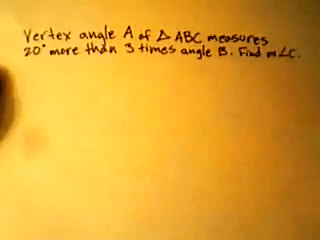 Vertex angle A of △ ABC measures
20° more than 3 times angle B. Find m∠C.